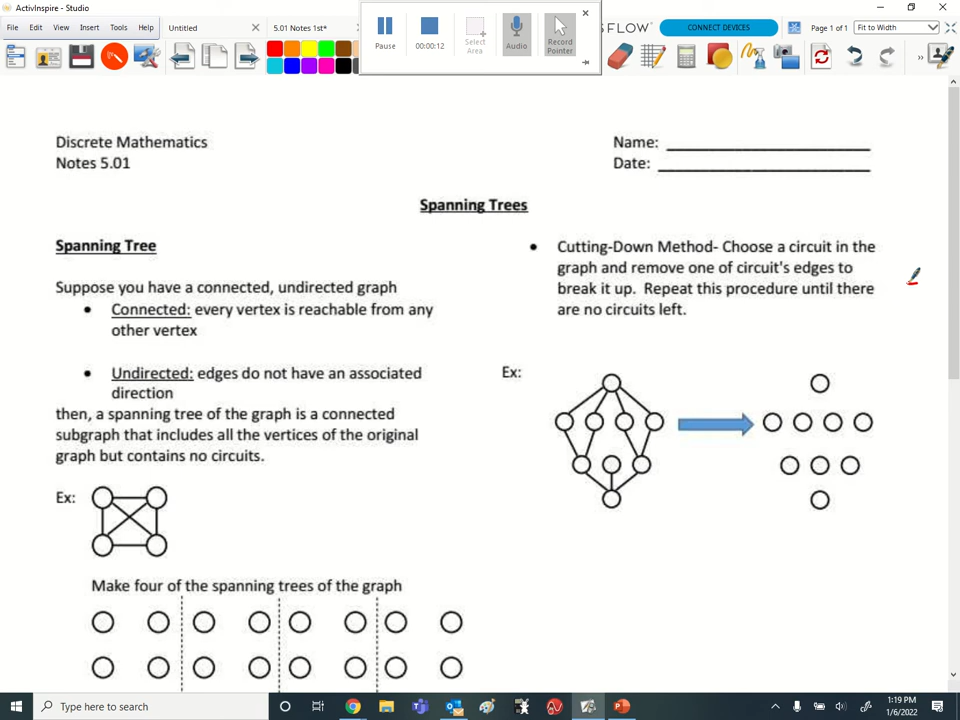 ActivInspire - Studio
File Edit View Insert Tools Help
Untitled
5.01 Notes 1st*
Pause
00:00:12
Select Area
Audio
Record Pointer
SFLOW
CONNECT DEVICES
Page 1 of 1
Fit to Width
Discrete Mathematics
Notes 5.01
Name:
Date:
Spanning Trees
Spanning Tree
Suppose you have a connected, undirected graph
• Connected: every vertex is reachable from any
other vertex
• Undirected: edges do not have an associated
direction
then, a spanning tree of the graph is a connected
subgraph that includes all the vertices of the original
graph but contains no circuits.
Ex:
Make four of the spanning trees of the graph
• Cutting-Down Method- Choose a circuit in the
graph and remove one of circuit's edges to
break it up. Repeat this procedure until there
are no circuits left.
Ex:
Type here to search
1:19 PM
1/6/2022